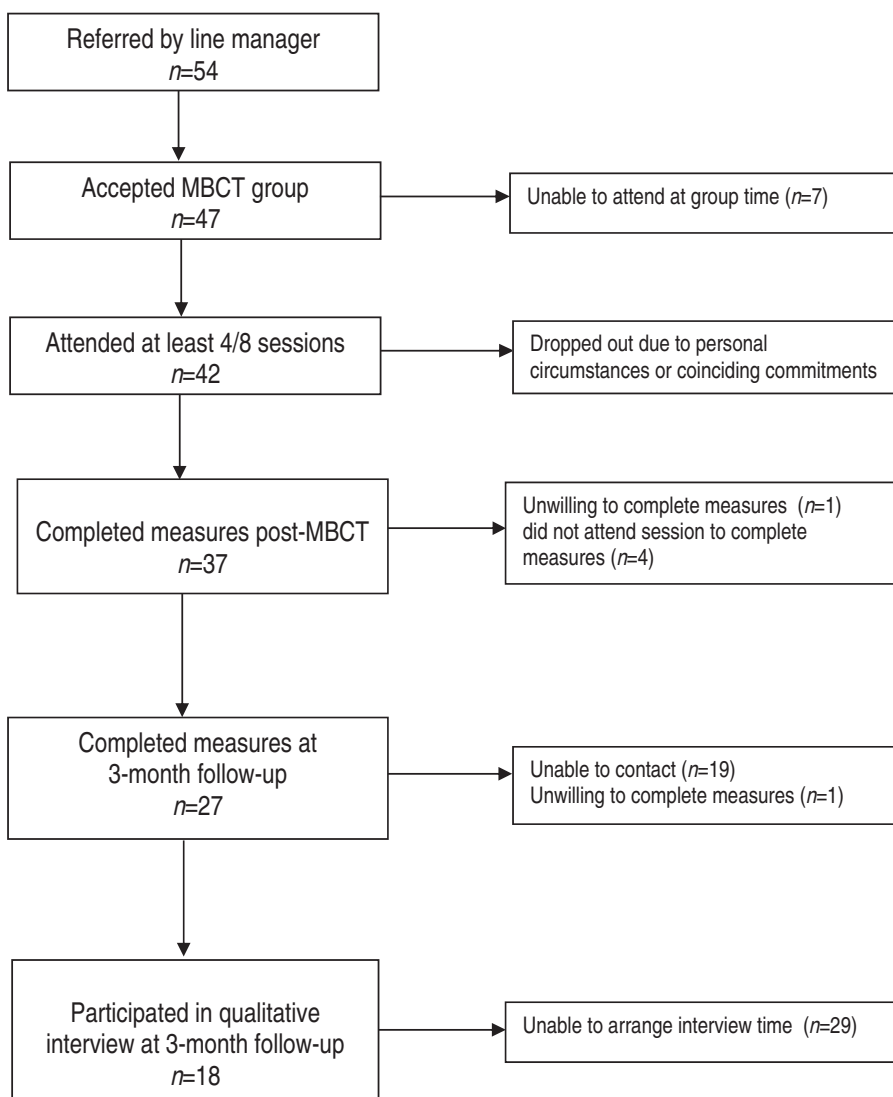 Referred by line manager
n=54
Accepted MBCT group
n=47
Unable to attend at group time (n=7)
Attended at least 4/8 sessions
n=42
Dropped out due to personal
circumstances or coinciding commitments
Completed measures post-MBCT
n=37
Unwilling to complete measures (n=1)
did not attend session to complete
measures (n=4)
Completed measures at
3-month follow-up
n=27
Unable to contact (n=19)
Unwilling to complete measures (n=1)
Participated in qualitative
interview at 3-month follow-up
n=18
Unable to arrange interview time (n=29)